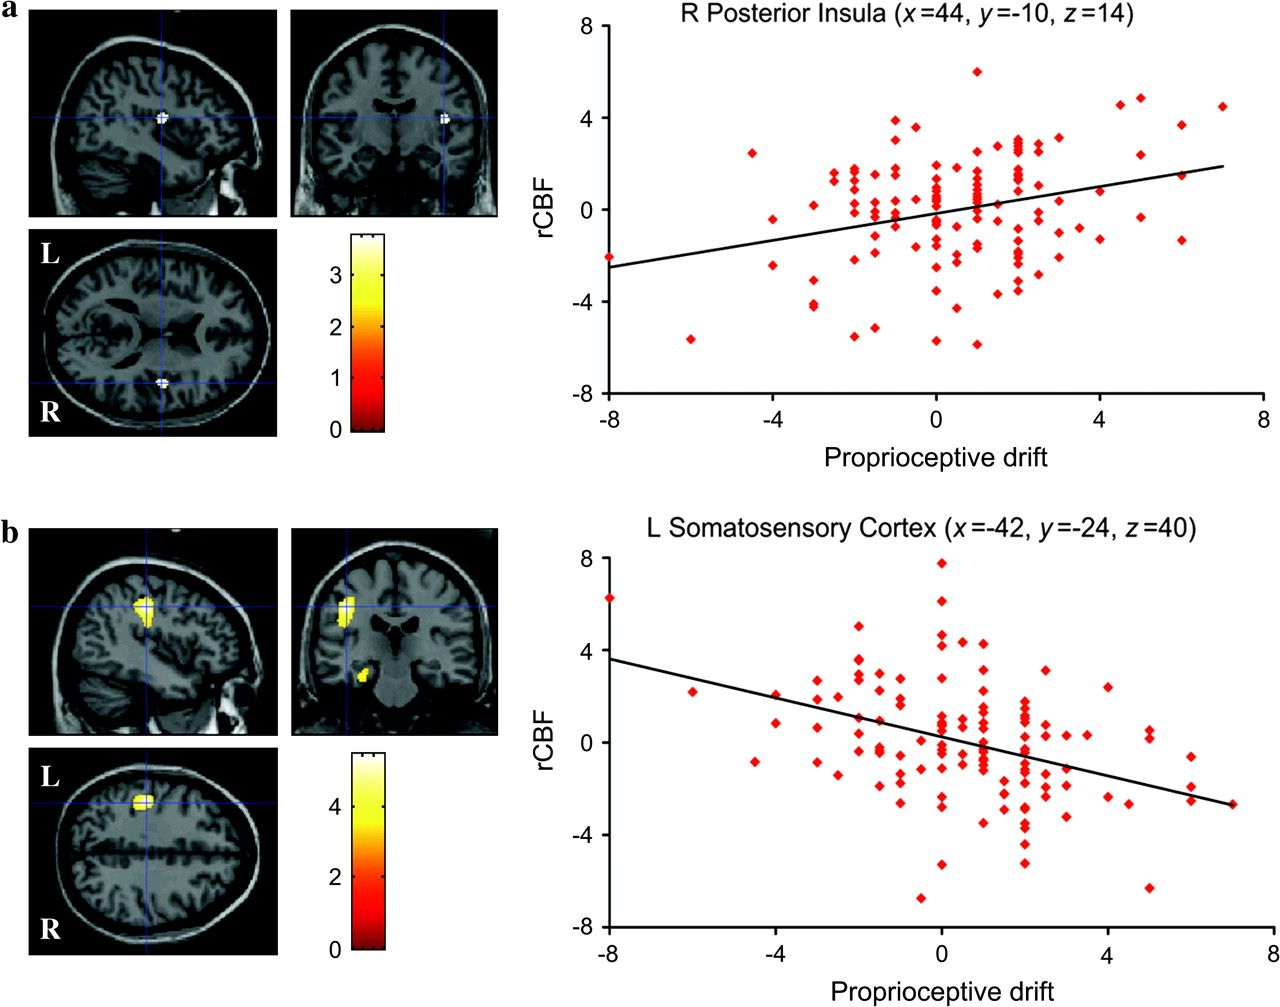 a
R Posterior Insula (x=44, y=-10, z=14)
L
R
3
2
1
0
8
4
0
-4
-8
rCBF
-8
-4
0
4
8
Proprioceptive drift
b
L Somatosensory Cortex (x=-42, y=-24, z=40)
L
R
4
2
0
8
4
0
-4
-8
rCBF
-8
-4
0
4
8
Proprioceptive drift